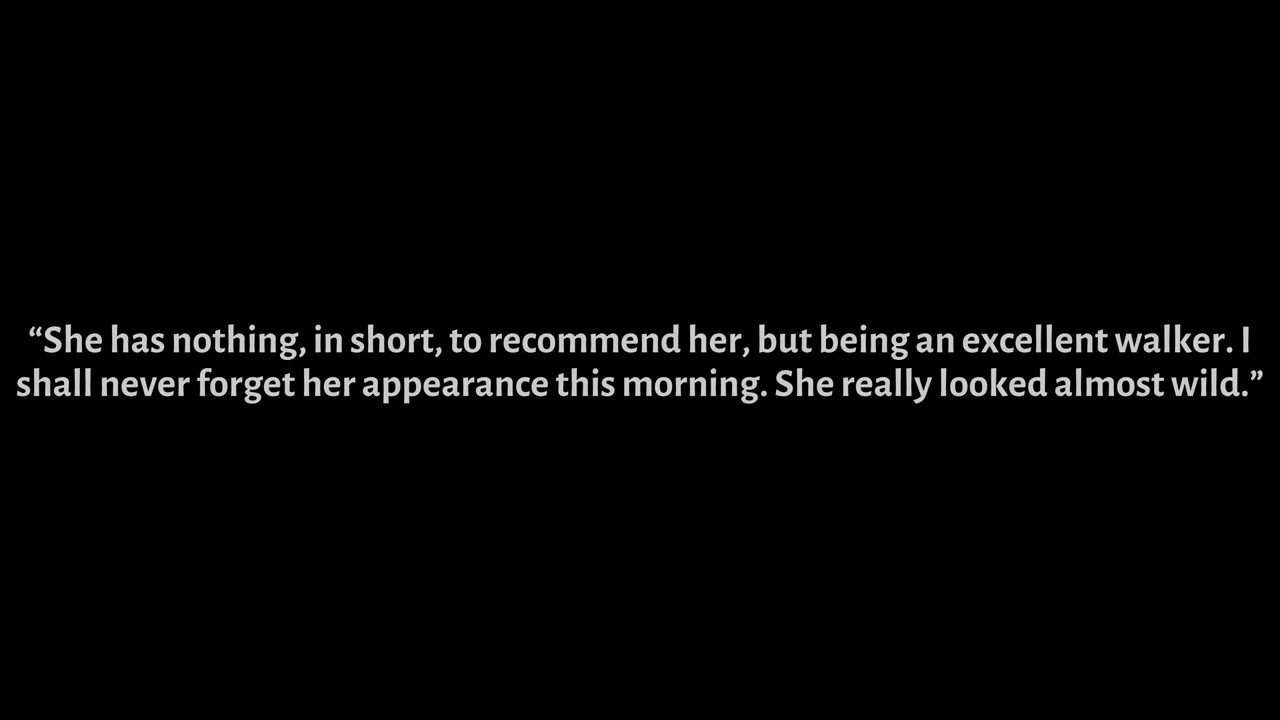 “She has nothing, in short, to recommend her, but being an excellent walker. I
shall never forget her appearance this morning. She really looked almost wild.”